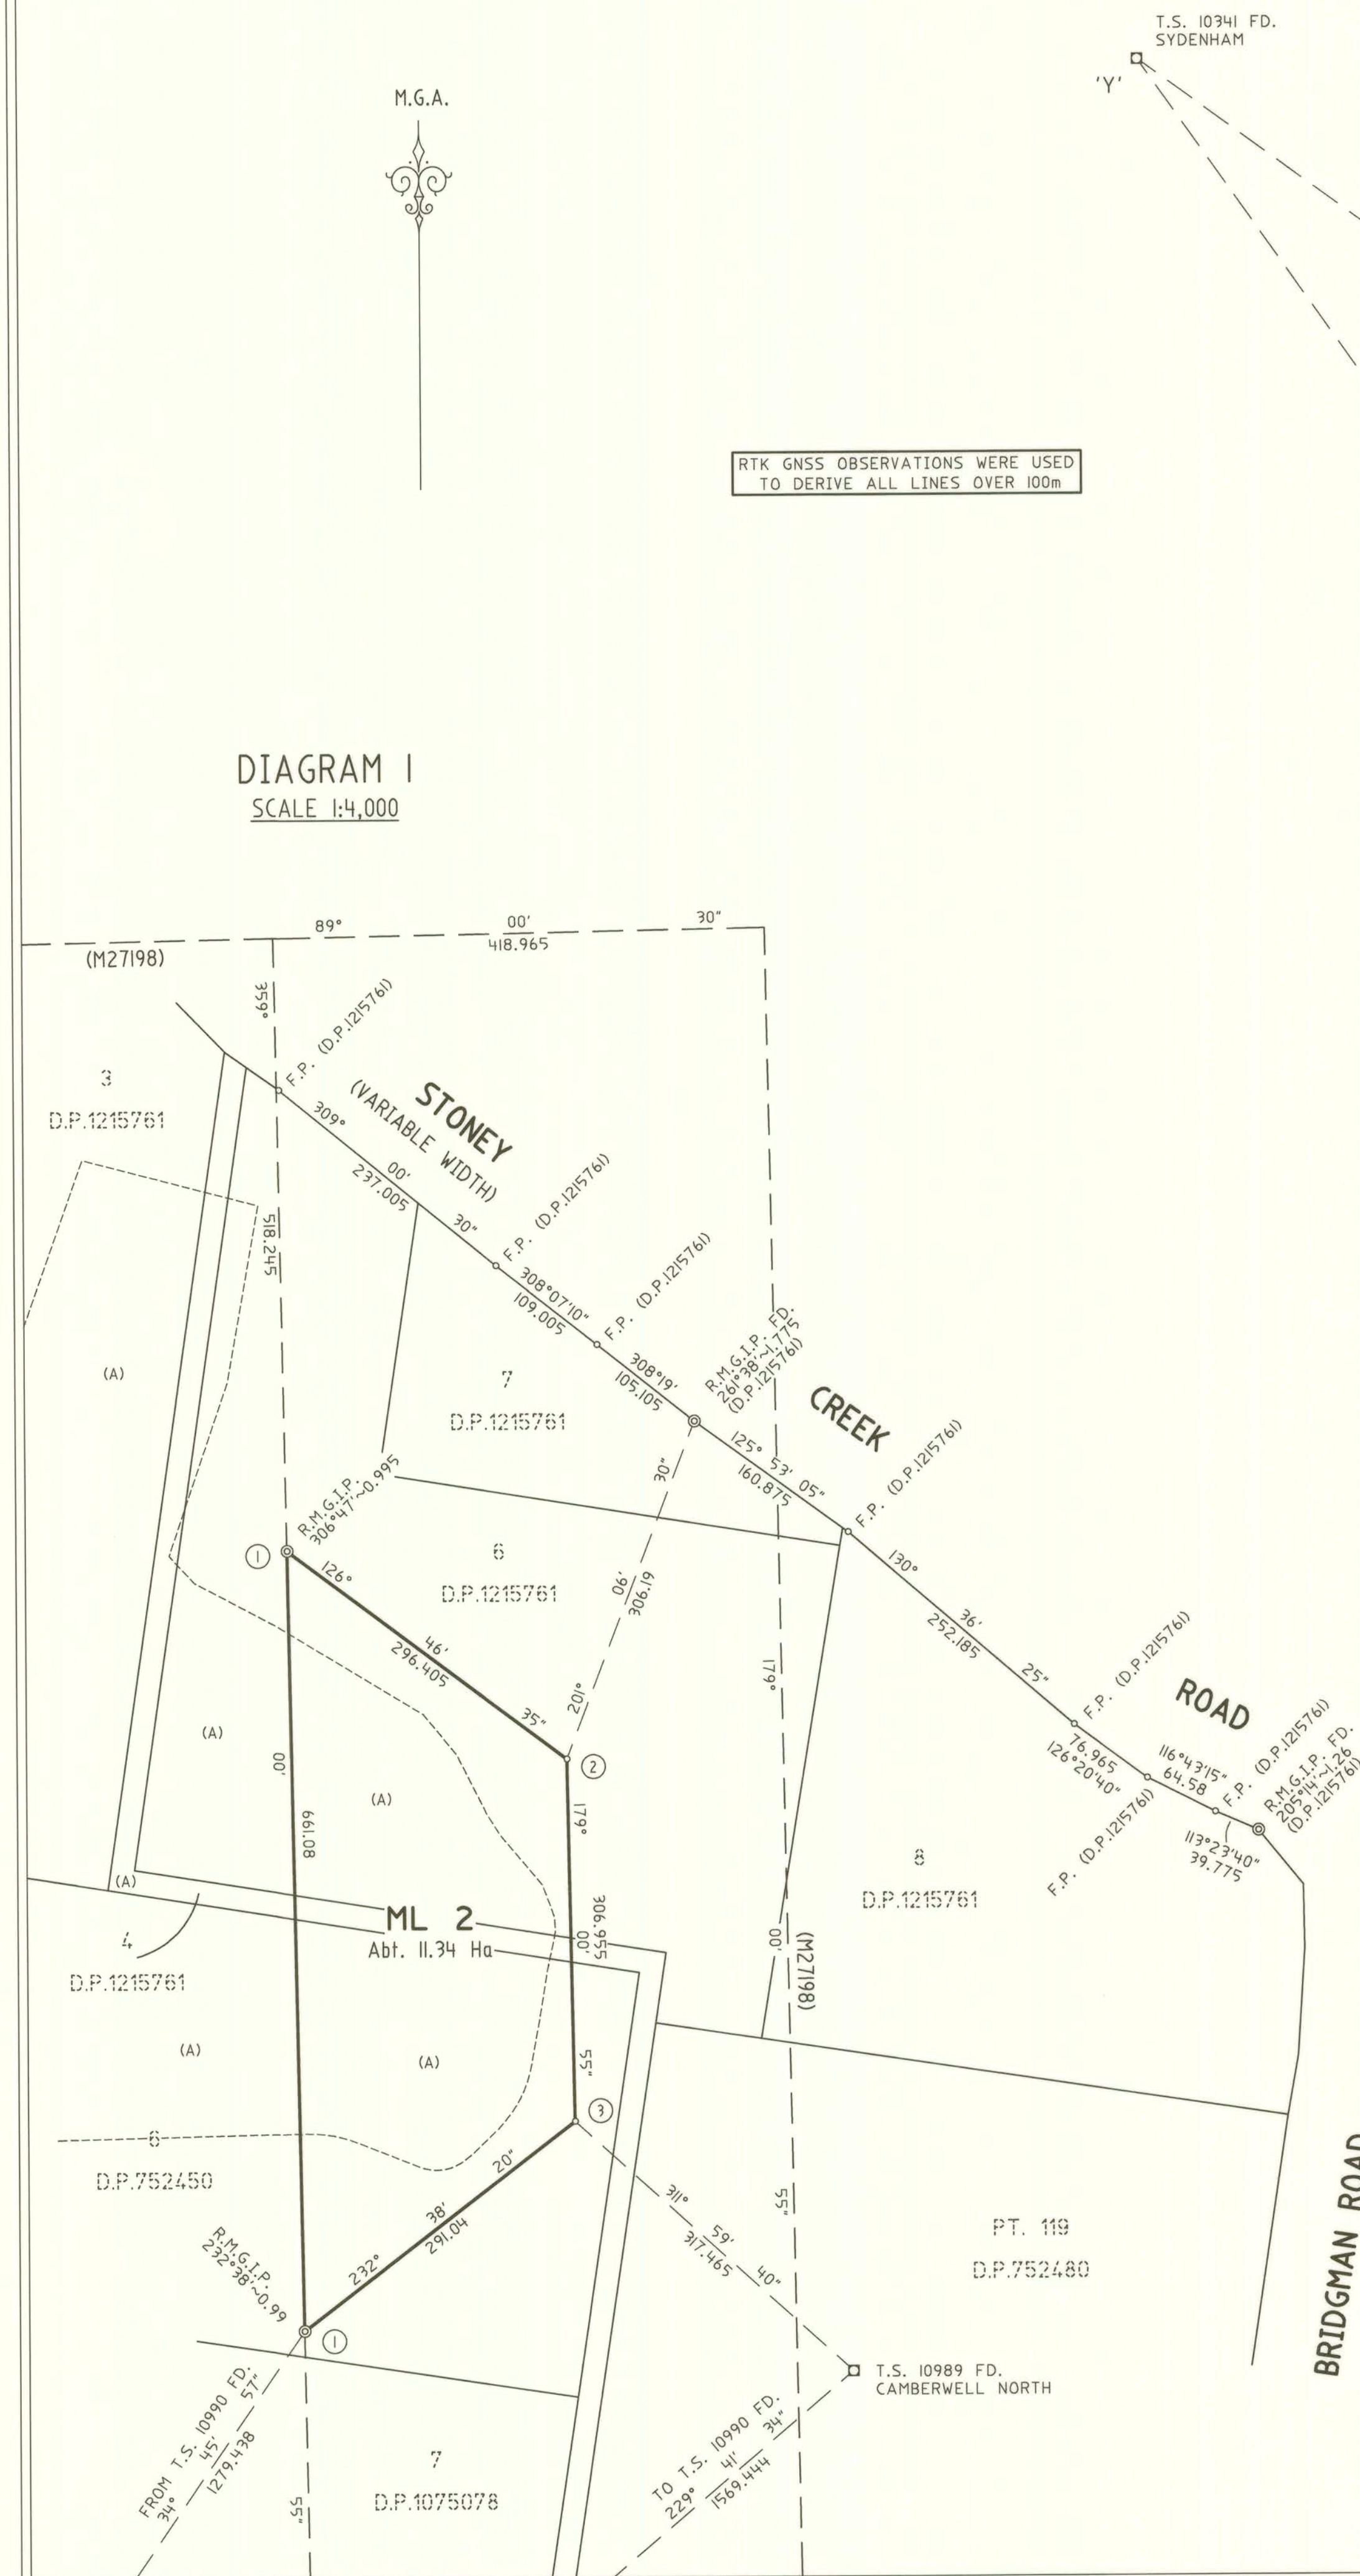 T.S. 10341 FD.
SYDENHAM
'Y'
M.G.A.
RTK GNSS OBSERVATIONS WERE USED
TO DERIVE ALL LINES OVER 100m
DIAGRAM 1
SCALE 1:4,000
89° 00' 30"
418.965
(M27198)
359°
F.P. (D.P.1215761)
3
D.P.1215761
STONEY
(VARIABLE WIDTH)
309° 00' 30"
237.005
F.P. (D.P.1215761)
518.245
308°07'10"
109.005
F.P. (D.P.1215761)
308°19'
105.105
R.M.G.I.P. FD.
261°38'~1.775
(D.P.1215761)
(A)
7
D.P.1215761
CREEK
125° 53' 05"
160.875
F.P. (D.P.1215761)
R.M.G.I.P.
306°47'~0.995
1
126° 46' 35"
296.405
6
D.P.1215761
30"
06'
306.19
201°
130° 36' 25"
252.185
F.P. (D.P.1215761)
179°
ROAD
76.965
126°20'40"
116°43'15"
64.58
F.P. (D.P.1215761)
F.P. (D.P.1215761)
R.M.G.I.P. FD.
205°14'~1.26
(D.P.1215761)
113°23'40"
39.775
(A)
00'
661.08
(A)
2
179°
306.955
00'
55"
8
D.P.1215761
(A)
ML 2
Abt. 11.34 Ha
4
D.P.1215761
00'
(M27198)
(A)
(A)
3
6
D.P.752450
20"
38'
291.04
232°
311° 59' 40"
317.465
55"
PT. 119
D.P.752480
BRIDGMAN ROAD
R.M.G.I.P.
232°38'~0.99
1
T.S. 10989 FD.
CAMBERWELL NORTH
FROM T.S. 10990 FD.
34° 45' 57"
1279.438
TO T.S. 10990 FD.
229° 41' 34"
1569.444
7
D.P.1075078
55"